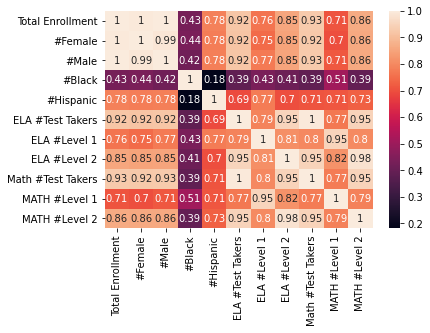 Total Enrollment 1 1 1 0.43 0.78 0.92 0.76 0.85 0.93 0.71 0.86
#Female 1 1 0.99 0.44 0.78 0.92 0.75 0.85 0.92 0.7 0.86
#Male 1 0.99 1 0.42 0.78 0.92 0.77 0.85 0.93 0.71 0.86
#Black 0.43 0.44 0.42 1 0.18 0.39 0.43 0.41 0.39 0.51 0.39
#Hispanic 0.78 0.78 0.78 0.18 1 0.69 0.77 0.7 0.71 0.71 0.73
ELA #Test Takers 0.92 0.92 0.92 0.39 0.69 1 0.79 0.95 1 0.77 0.95
ELA #Level 1 0.76 0.75 0.77 0.43 0.77 0.79 1 0.81 0.8 0.95 0.8
ELA #Level 2 0.85 0.85 0.85 0.41 0.7 0.95 0.81 1 0.95 0.82 0.98
Math #Test Takers 0.93 0.92 0.93 0.39 0.71 1 0.8 0.95 1 0.77 0.95
MATH #Level 1 0.71 0.7 0.71 0.51 0.71 0.77 0.95 0.82 0.77 1 0.79
MATH #Level 2 0.86 0.86 0.86 0.39 0.73 0.95 0.8 0.98 0.95 0.79 1
Total Enrollment
#Female
#Male
#Black
#Hispanic
ELA #Test Takers
ELA #Level 1
ELA #Level 2
Math #Test Takers
MATH #Level 1
MATH #Level 2
1.0
0.9
0.8
0.7
0.6
0.5
0.4
0.3
0.2